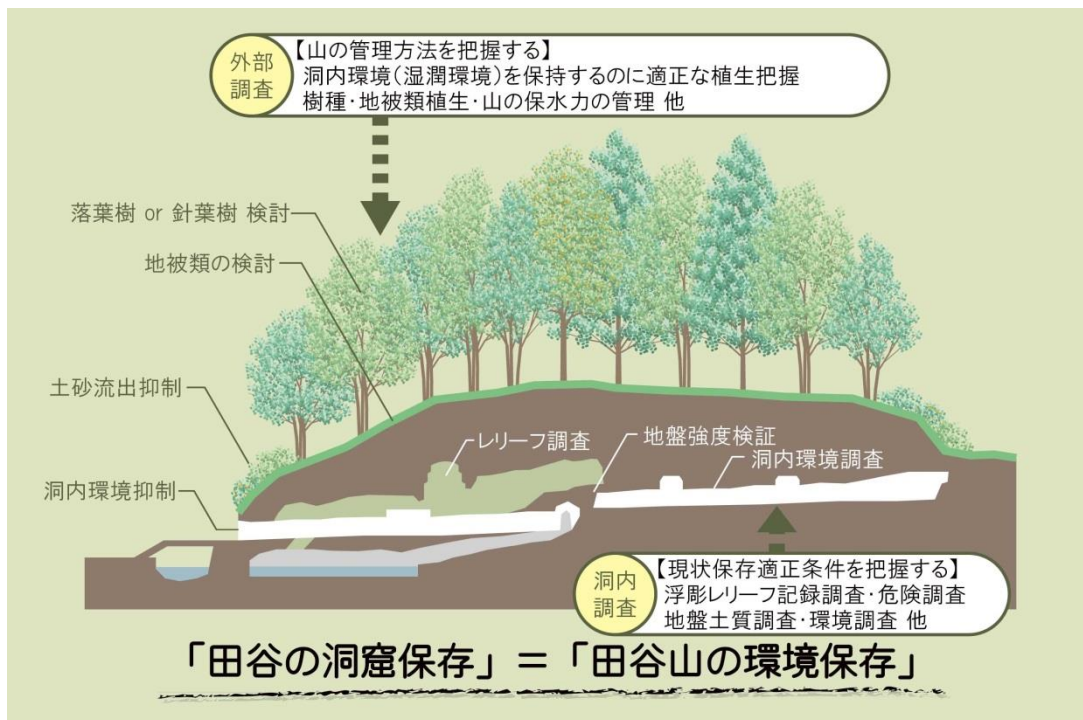 外部
調査
【山の管理方法を把握する】
洞内環境(湿潤環境)を保持するのに適正な植生把握
樹種・地被類植生・山の保水力の管理 他
落葉樹 or 針葉樹 検討
地被類の検討
土砂流出抑制
洞内環境抑制
レリーフ調査
地盤強度検証
洞内環境調査
洞内
調査
【現状保存適正条件を把握する】
浮彫レリーフ記録調査・危険調査
地盤土質調査・環境調査 他
「田谷の洞窟保存」=「田谷山の環境保存」